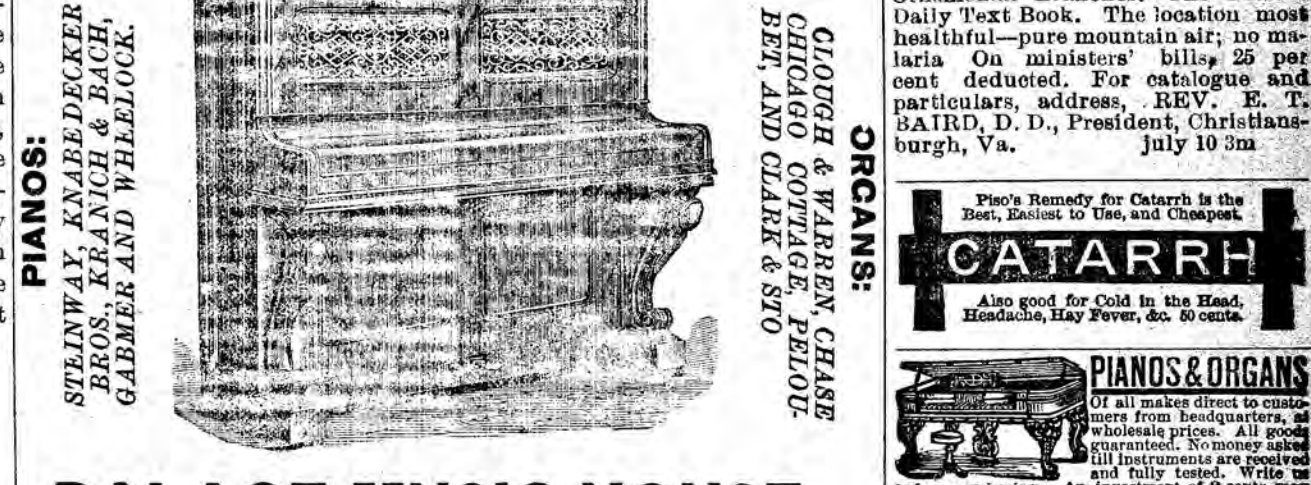 PIANOS:
STEINWAY, KNABE DECKER
BROS., KRANICH & BACH,
GABMER AND WHEELOCK.
CLOUGH & WARREN, CHASE
CHICAGO COTTAGE, PELOU-
BET, AND CLARK & STO
ORGANS:
Daily Text Book. The location most
healthful—pure mountain air; no ma-
laria On ministers' bills, 25 per
cent deducted. For catalogue and
particulars, address, REV. E. T.
BAIRD, D. D., President, Christians-
burgh, Va. july 10 3m
Piso's Remedy for Catarrh is the
Best, Easiest to Use, and Cheapest.
CATARRH
Also good for Cold in the Head,
Headache, Hay Fever, &c. 50 cents.
PIANOS & ORGANS
Of all makes direct to custo-
mers from headquarters, at
wholesale prices. All goods
guaranteed. No money asked
till instruments are received
and fully tested. Write us